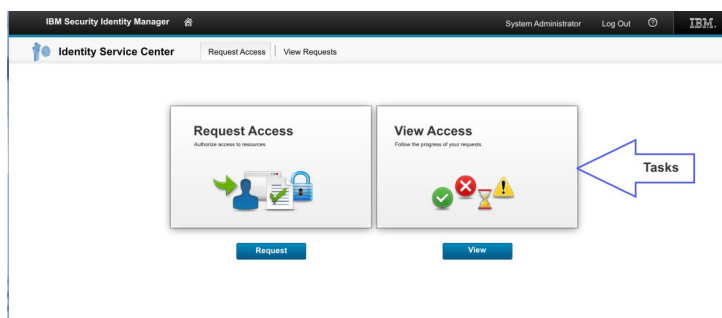 IBM Security Identity Manager System Administrator Log Out ? IBM.
Identity Service Center Request Access View Requests
Request Access
Authorize access to resources
View Access
Follow the progress of your requests
Tasks
Request
View